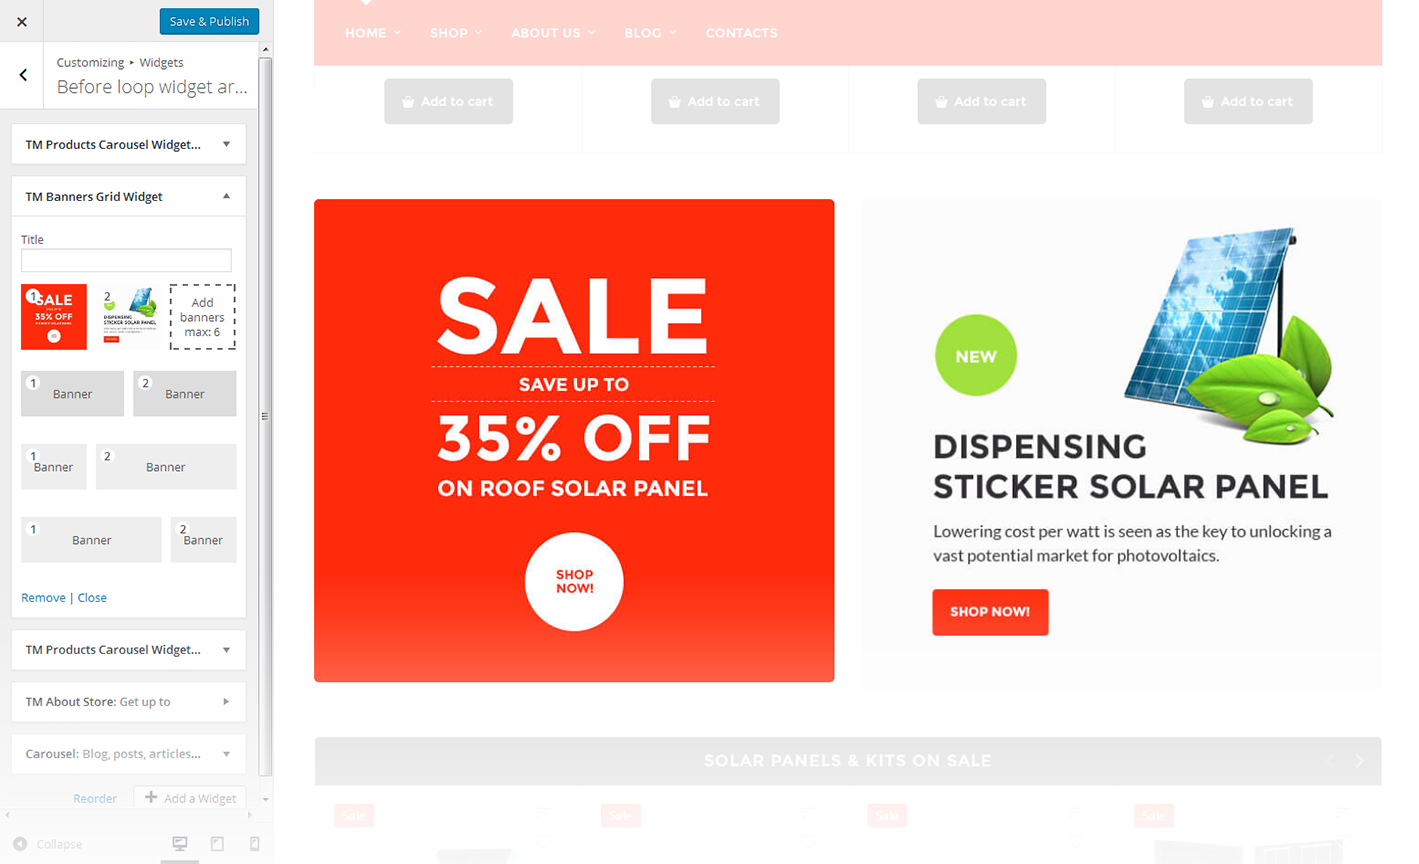 Save & Publish
Customizing ▸ Widgets
Before loop widget ar...
TM Products Carousel Widget...
TM Banners Grid Widget
Title
1
SALE
35% OFF
2
DISPENSING
STICKER SOLAR PANEL
Add
banners
max: 6
1 Banner
2 Banner
1 Banner
2 Banner
1 Banner
2 Banner
Remove | Close
TM Products Carousel Widget...
TM About Store: Get up to
Carousel: Blog, posts, articles...
Reorder
Add a Widget
Collapse
HOME SHOP ABOUT US BLOG CONTACTS
Add to cart Add to cart Add to cart Add to cart
SALE
SAVE UP TO
35% OFF
ON ROOF SOLAR PANEL
SHOP
NOW!
NEW
DISPENSING
STICKER SOLAR PANEL
Lowering cost per watt is seen as the key to unlocking a
vast potential market for photovoltaics.
SHOP NOW!
SOLAR PANELS & KITS ON SALE
Sale Sale Sale Sale